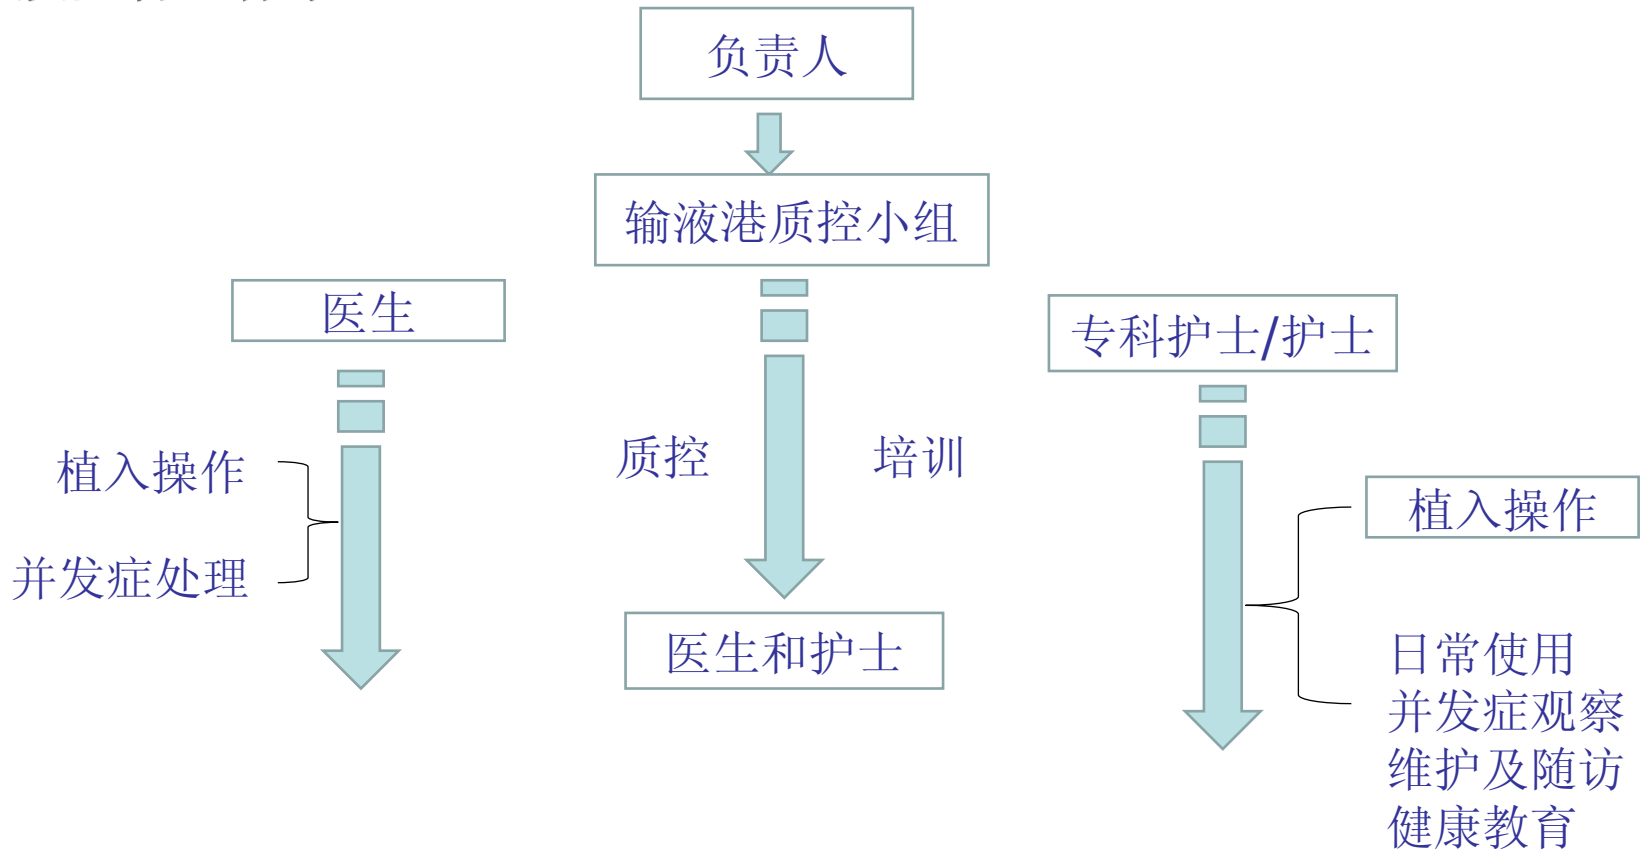 负责人
输液港质控小组
医生
专科护士/护士
植入操作
并发症处理
质控
培训
医生和护士
植入操作
日常使用
并发症观察
维护及随访
健康教育